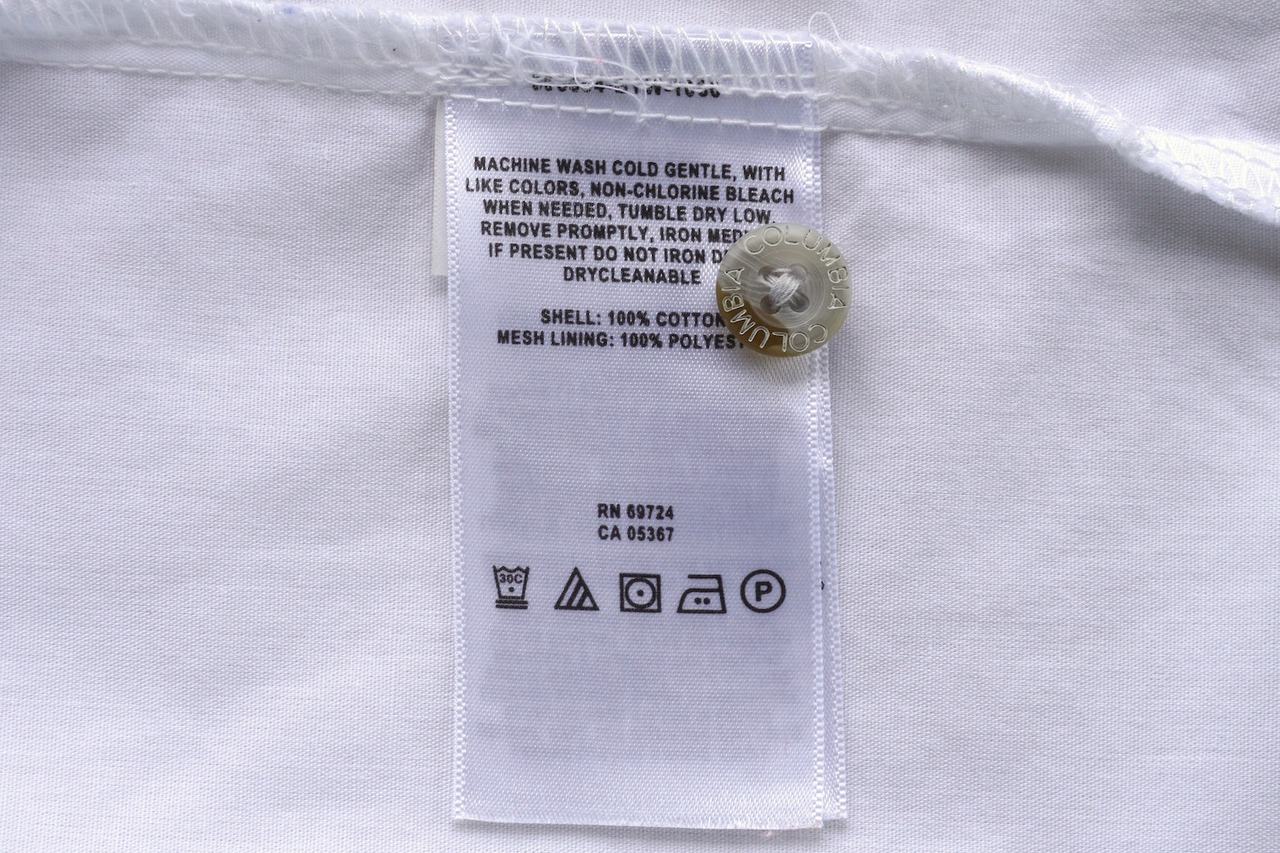 MACHINE WASH COLD GENTLE, WITH
LIKE COLORS, NON-CHLORINE BLEACH
WHEN NEEDED, TUMBLE DRY LOW,
REMOVE PROMPTLY, IRON
IF PRESENT DO NOT IRON
DRYCLEANABLE
COLUMBIA COLUMBIA
SHELL: 100% COTTON
MESH LINING: 100%
RN 69724
CA 05367
30C
P